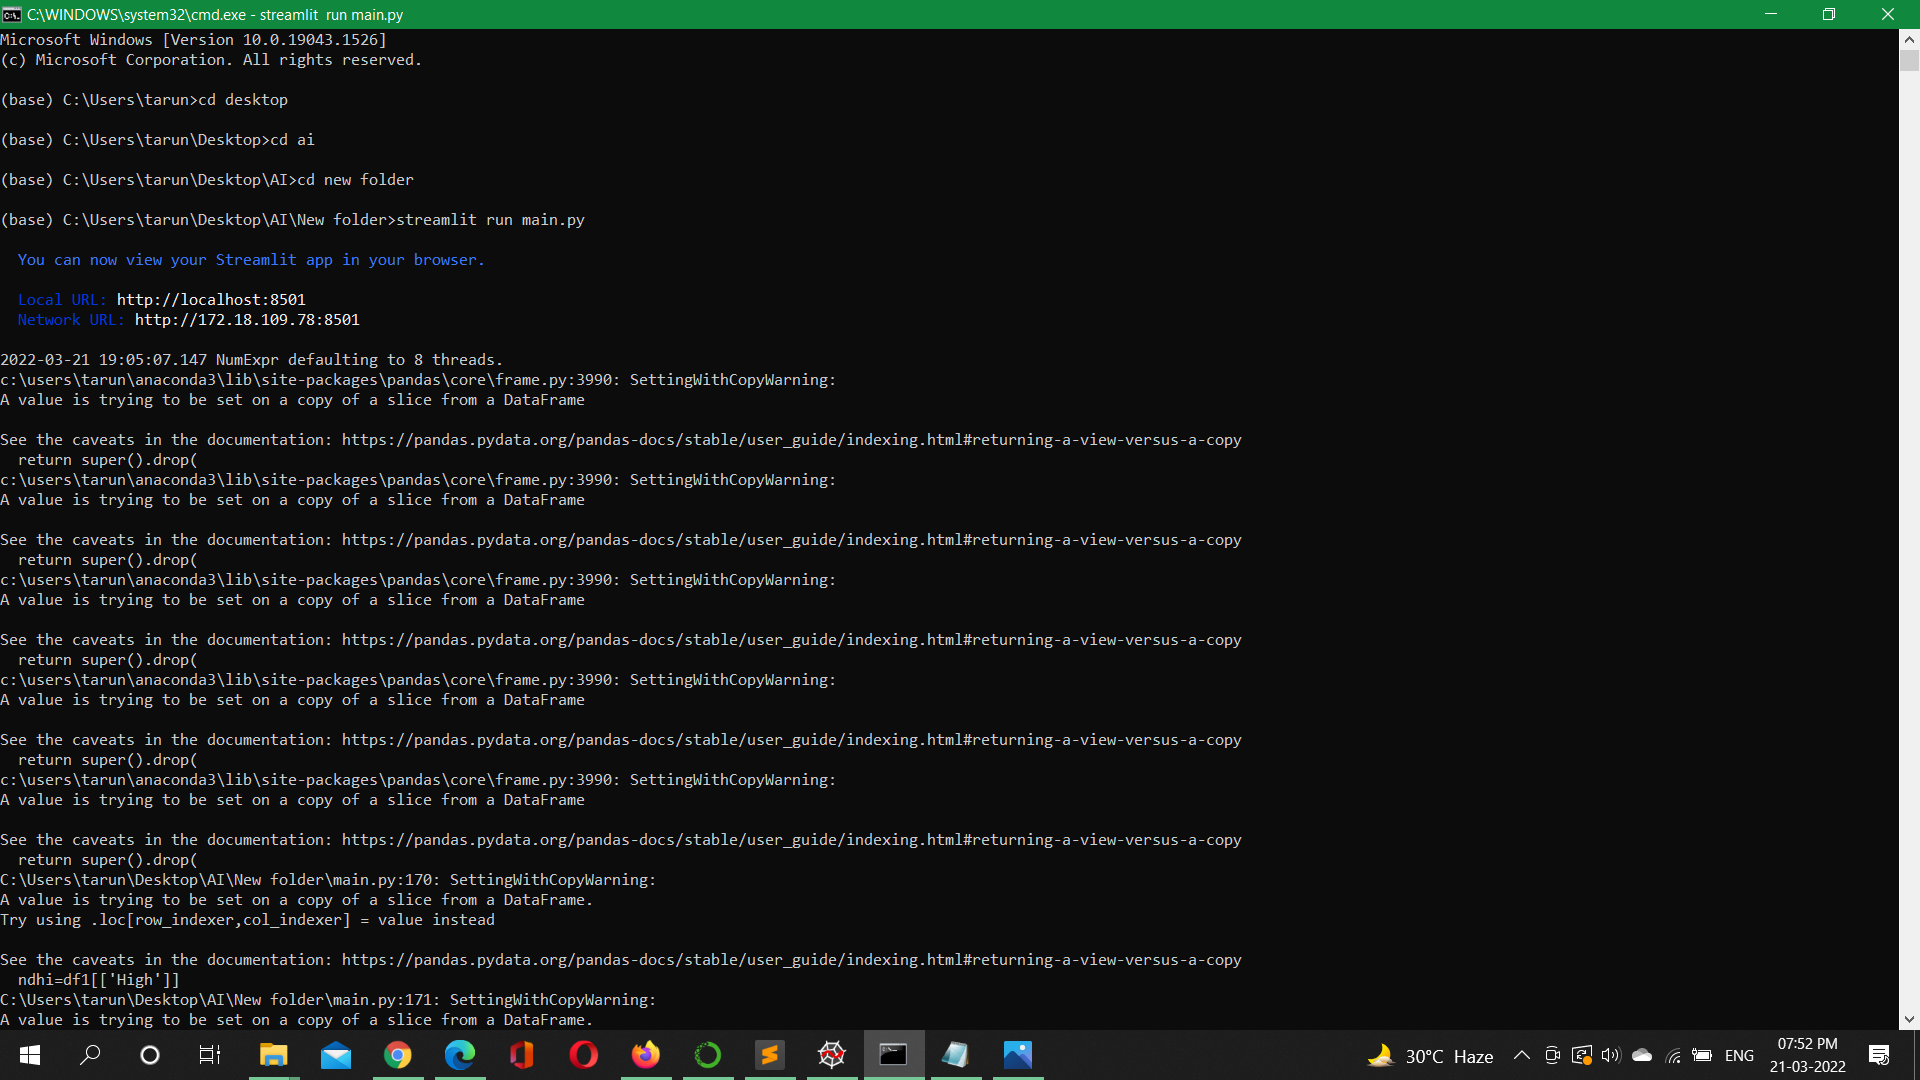 C:\WINDOWS\system32\cmd.exe - streamlit  run main.py
Microsoft Windows [Version 10.0.19043.1526]
(c) Microsoft Corporation. All rights reserved.
(base) C:\Users\tarun>cd desktop
(base) C:\Users\tarun\Desktop>cd ai
(base) C:\Users\tarun\Desktop\AI>cd new folder
(base) C:\Users\tarun\Desktop\AI\New folder>streamlit run main.py
You can now view your Streamlit app in your browser.
Local URL: http://localhost:8501
Network URL: http://172.18.109.78:8501
2022-03-21 19:05:07.147 NumExpr defaulting to 8 threads.
c:\users\tarun\anaconda3\lib\site-packages\pandas\core\frame.py:3990: SettingWithCopyWarning:
A value is trying to be set on a copy of a slice from a DataFrame
See the caveats in the documentation: https://pandas.pydata.org/pandas-docs/stable/user_guide/indexing.html#returning-a-view-versus-a-copy
return super().drop(
c:\users\tarun\anaconda3\lib\site-packages\pandas\core\frame.py:3990: SettingWithCopyWarning:
A value is trying to be set on a copy of a slice from a DataFrame
See the caveats in the documentation: https://pandas.pydata.org/pandas-docs/stable/user_guide/indexing.html#returning-a-view-versus-a-copy
return super().drop(
c:\users\tarun\anaconda3\lib\site-packages\pandas\core\frame.py:3990: SettingWithCopyWarning:
A value is trying to be set on a copy of a slice from a DataFrame
See the caveats in the documentation: https://pandas.pydata.org/pandas-docs/stable/user_guide/indexing.html#returning-a-view-versus-a-copy
return super().drop(
c:\users\tarun\anaconda3\lib\site-packages\pandas\core\frame.py:3990: SettingWithCopyWarning:
A value is trying to be set on a copy of a slice from a DataFrame
See the caveats in the documentation: https://pandas.pydata.org/pandas-docs/stable/user_guide/indexing.html#returning-a-view-versus-a-copy
return super().drop(
c:\users\tarun\anaconda3\lib\site-packages\pandas\core\frame.py:3990: SettingWithCopyWarning:
A value is trying to be set on a copy of a slice from a DataFrame
See the caveats in the documentation: https://pandas.pydata.org/pandas-docs/stable/user_guide/indexing.html#returning-a-view-versus-a-copy
return super().drop(
C:\Users\tarun\Desktop\AI\New folder\main.py:170: SettingWithCopyWarning:
A value is trying to be set on a copy of a slice from a DataFrame.
Try using .loc[row_indexer,col_indexer] = value instead
See the caveats in the documentation: https://pandas.pydata.org/pandas-docs/stable/user_guide/indexing.html#returning-a-view-versus-a-copy
ndhi=df1[['High']]
C:\Users\tarun\Desktop\AI\New folder\main.py:171: SettingWithCopyWarning:
A value is trying to be set on a copy of a slice from a DataFrame.
30°C Haze
ENG
07:52 PM
21-03-2022